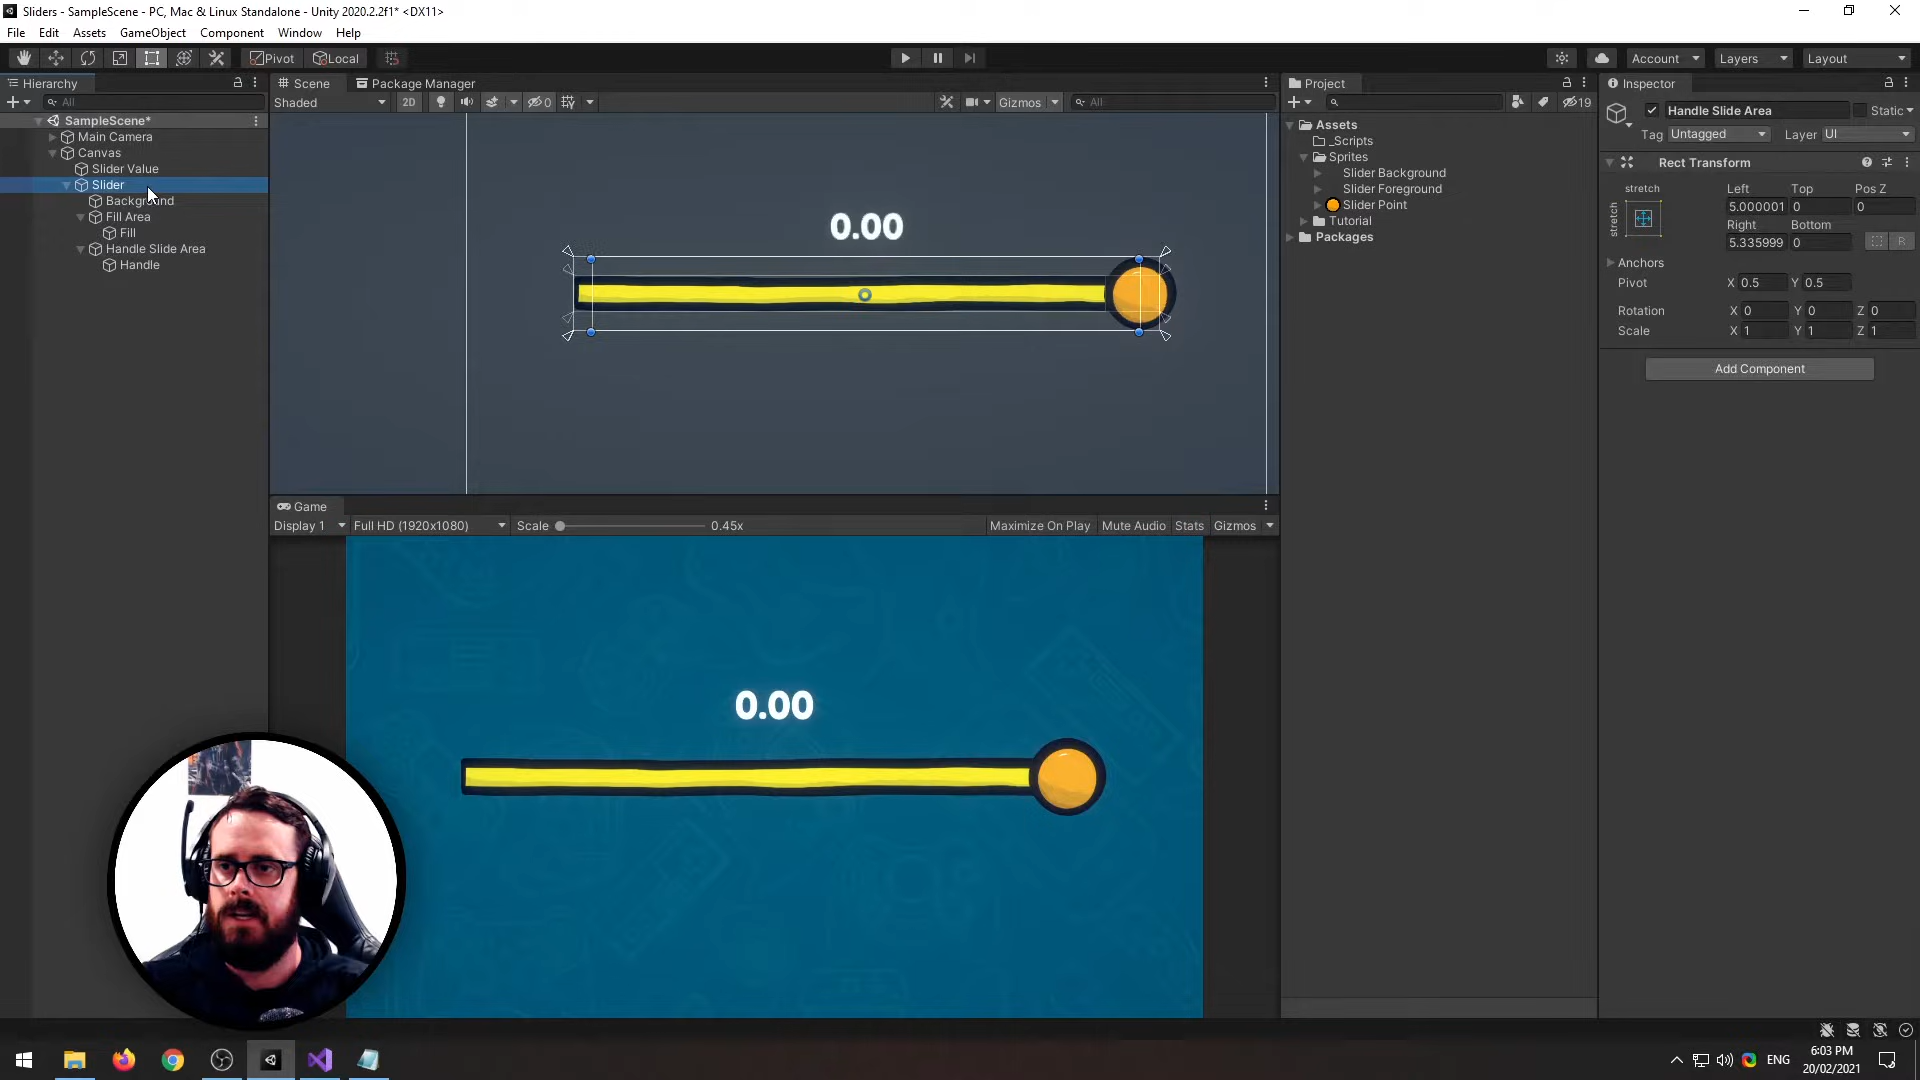 Sliders - SampleScene - PC, Mac & Linux Standalone - Unity 2020.2.2f1* <DX11>
File Edit Assets GameObject Component Window Help
Pivot Local Account Layers Layout
Hierarchy
All
SampleScene*
Main Camera
Canvas
Slider Value
Slider
Background
Fill Area
Fill
Handle Slide Area
Handle
Scene Package Manager
Shaded 2D 0 Gizmos All
0.00
Game
Display 1 Full HD (1920x1080) Scale 0.45x Maximize On Play Mute Audio Stats Gizmos
0.00
Project
19
Assets
_Scripts
Sprites
Slider Background
Slider Foreground
Slider Point
Tutorial
Packages
Inspector
Handle Slide Area Static
Tag Untagged Layer UI
Rect Transform
stretch Left Top Pos Z
stretch 5.000001 0 0
Right Bottom
5.335999 0 R
Anchors
Pivot X 0.5 Y 0.5
Rotation X 0 Y 0 Z 0
Scale X 1 Y 1 Z 1
Add Component
ENG
6:03 PM
20/02/2021